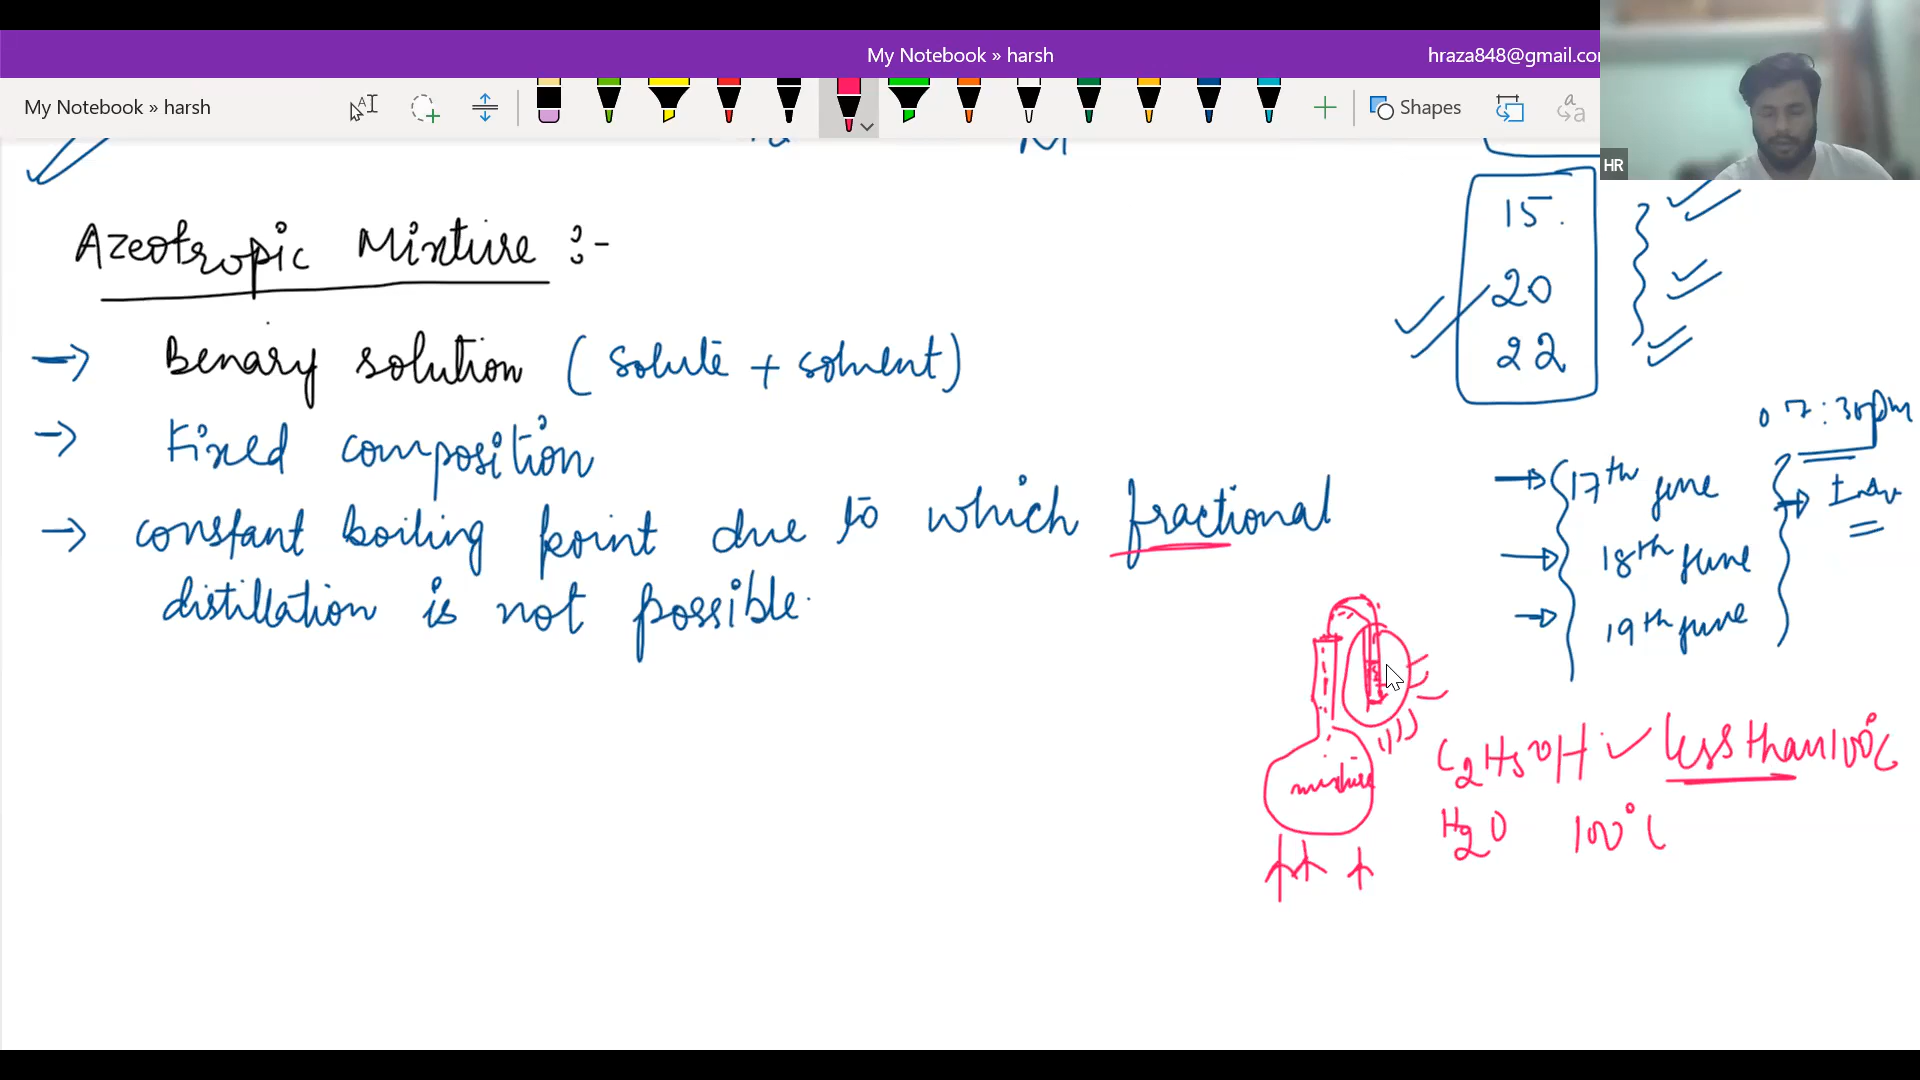 My Notebook » harsh
hraza848@gmail.co
My Notebook » harsh
Shapes
HR
15.
20
22
Azeotropic Mixture :-
→ Benary solution (solute + solvent)
→ Fixed composition
→ constant boiling point due to which fractional
distillation is not possible.
07:30pm
→ 17th june
→ 18th June
→ 19th june
mixture
C2H5OH ✓ less than 100°C
H2O 100°C